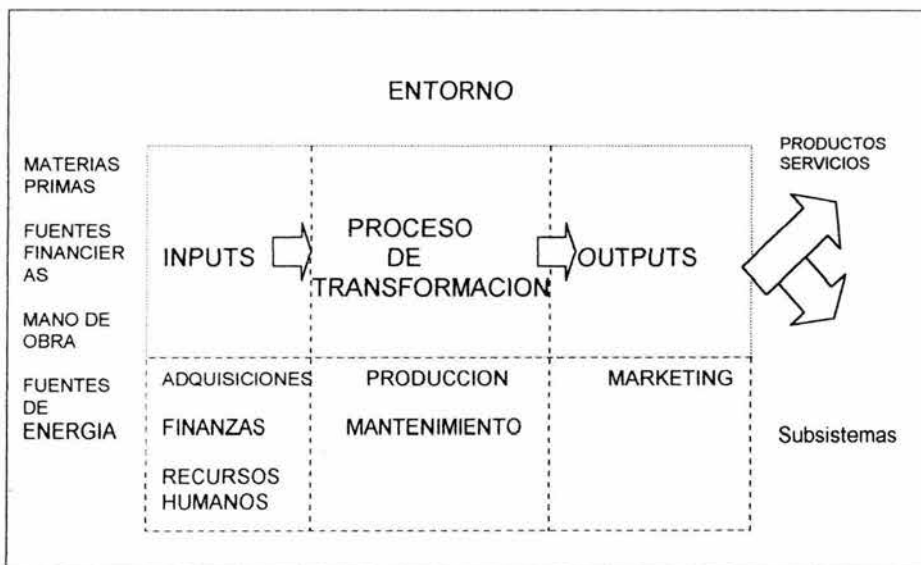 ENTORNO
MATERIAS
PRIMAS
FUENTES
FINANCIER
AS
MANO DE
OBRA
FUENTES
DE
ENERGIA
INPUTS
PROCESO
DE
TRANSFORMACION
OUTPUTS
PRODUCTOS
SERVICIOS
ADQUISICIONES
FINANZAS
RECURSOS
HUMANOS
PRODUCCION
MANTENIMIENTO
MARKETING
Subsistemas